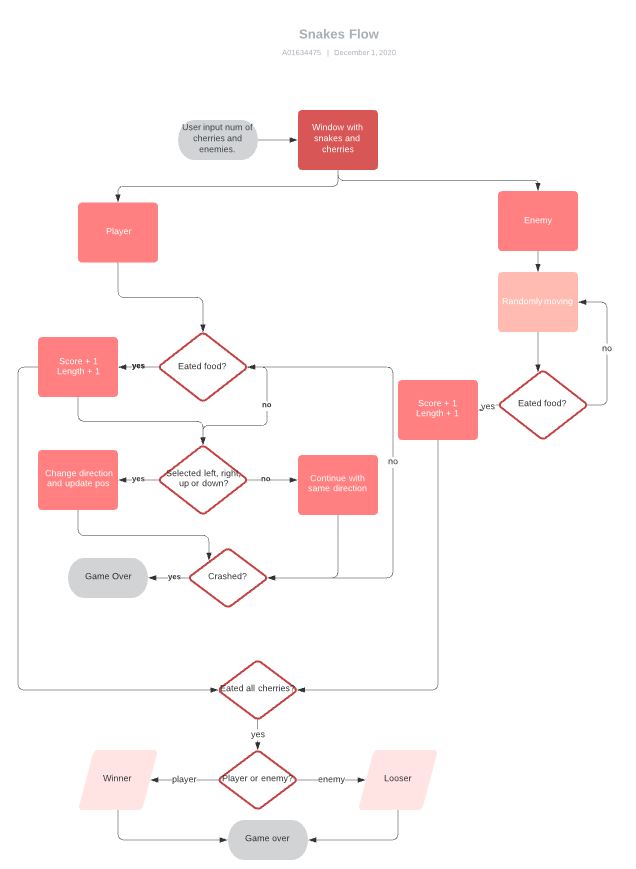 Snakes Flow
A01634475 | December 1, 2020
User input num of
cherries and
enemies.
Window with
snakes and
cherries
Player
Enemy
Randomly moving
no
Eated food?
yes
Score + 1
Length + 1
no
Score + 1
Length + 1
yes
Eated food?
no
Change direction
and update pos
yes
Selected left, right,
up or down?
no
Continue with
same direction
Game Over
yes
Crashed?
Eated all cherries?
yes
Winner
player
Player or enemy?
enemy
Looser
Game over